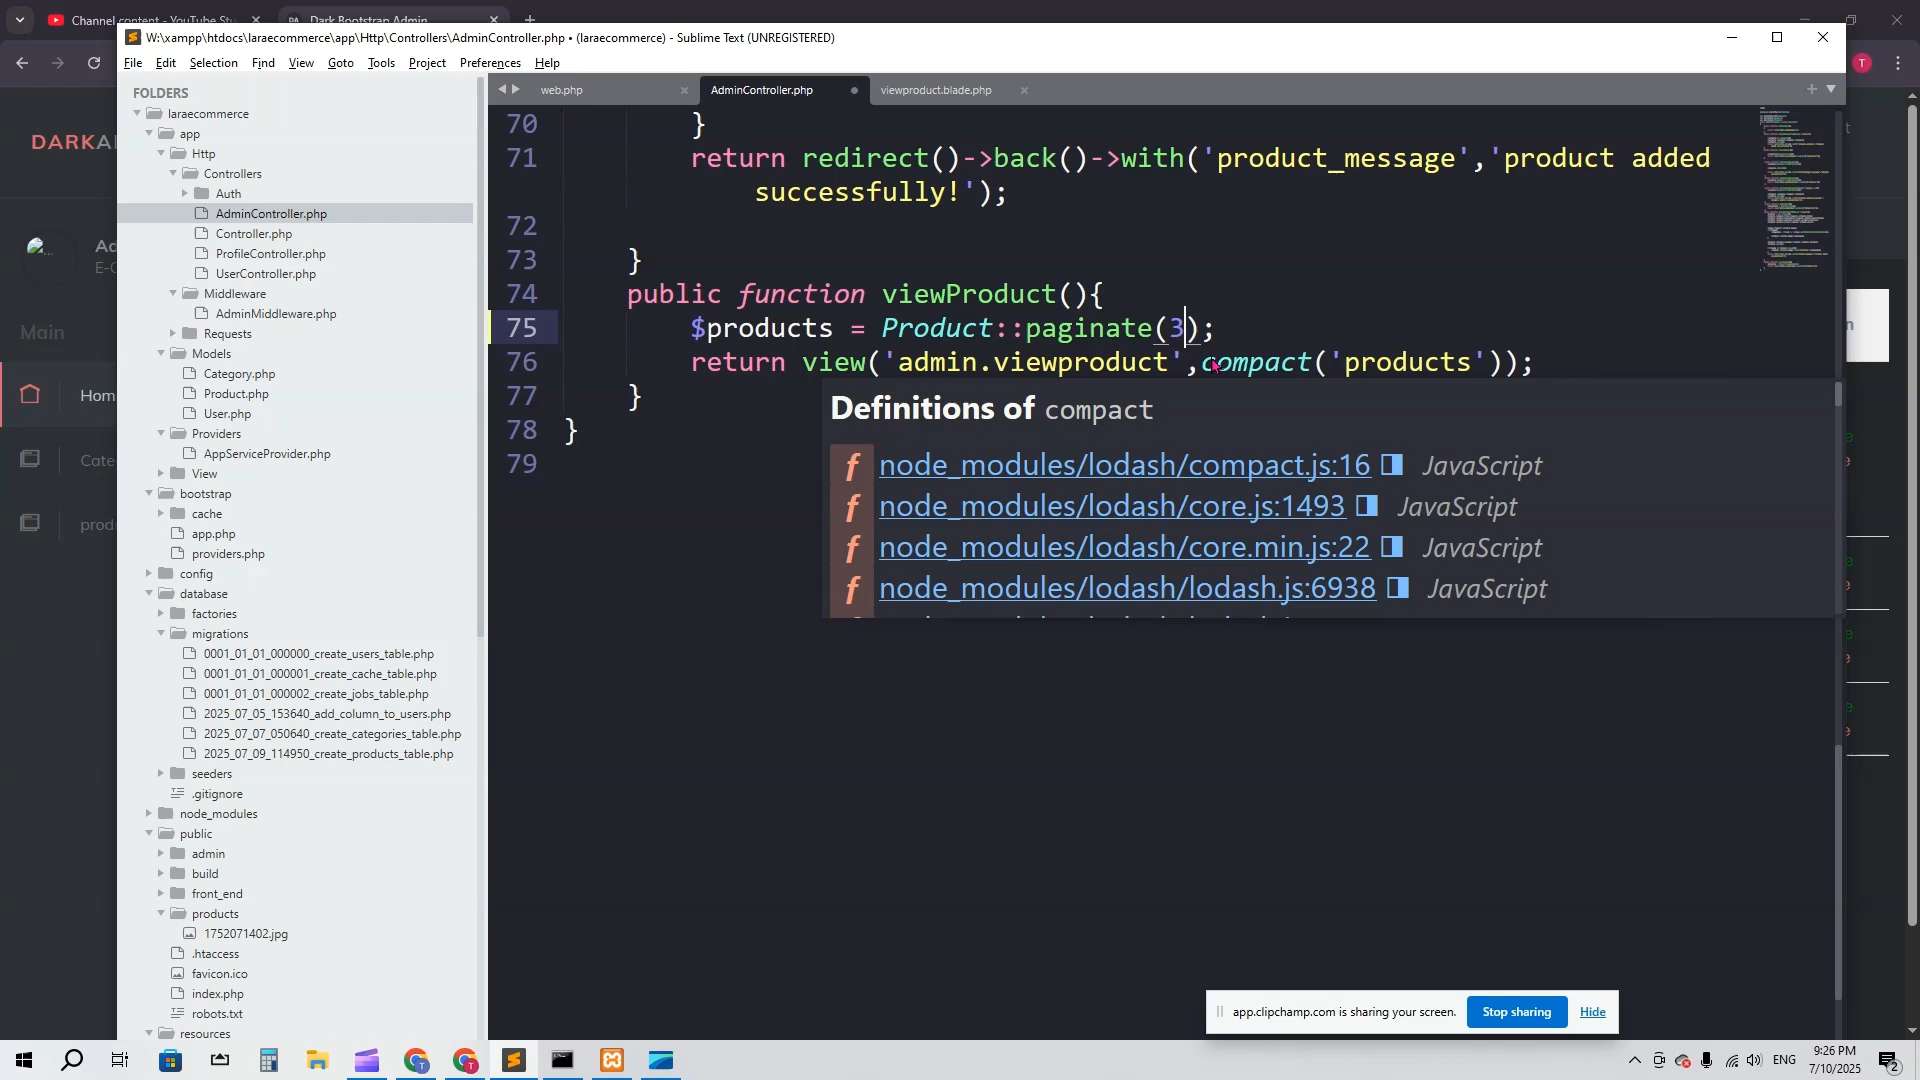 Channel content - YouTube Stu
Dark Bootstrap Admin
W:\xampp\htdocs\laraecommerce\app\Http\Controllers\AdminController.php • (laraecommerce) - Sublime Text (UNREGISTERED)
File Edit Selection Find View Goto Tools Project Preferences Help
FOLDERS
laraecommerce
app
Http
Controllers
Auth
AdminController.php
Controller.php
ProfileController.php
UserController.php
Middleware
AdminMiddleware.php
Requests
Models
Category.php
Product.php
User.php
Providers
AppServiceProvider.php
View
bootstrap
cache
app.php
providers.php
config
database
factories
migrations
0001_01_01_000000_create_users_table.php
0001_01_01_000001_create_cache_table.php
0001_01_01_000002_create_jobs_table.php
2025_07_05_153640_add_column_to_users.php
2025_07_07_050640_create_categories_table.php
2025_07_09_114950_create_products_table.php
seeders
.gitignore
node_modules
public
admin
build
front_end
products
1752071402.jpg
.htaccess
favicon.ico
index.php
robots.txt
resources
web.php AdminController.php viewproduct.blade.php
70 }
71 return redirect()->back()->with('product_message','product added
successfully!');
72
73 }
74 public function viewProduct(){
75 $products = Product::paginate(3);
76 return view('admin.viewproduct',compact('products'));
77 }
78 }
79
Definitions of compact
f node_modules/lodash/compact.js:16 JavaScript
f node_modules/lodash/core.js:1493 JavaScript
f node_modules/lodash/core.min.js:22 JavaScript
f node_modules/lodash/lodash.js:6938 JavaScript
DARKA
Ad
E-C
Main
Hom
Cate
prod
T
app.clipchamp.com is sharing your screen. Stop sharing Hide
ENG
9:26 PM
7/10/2025
2